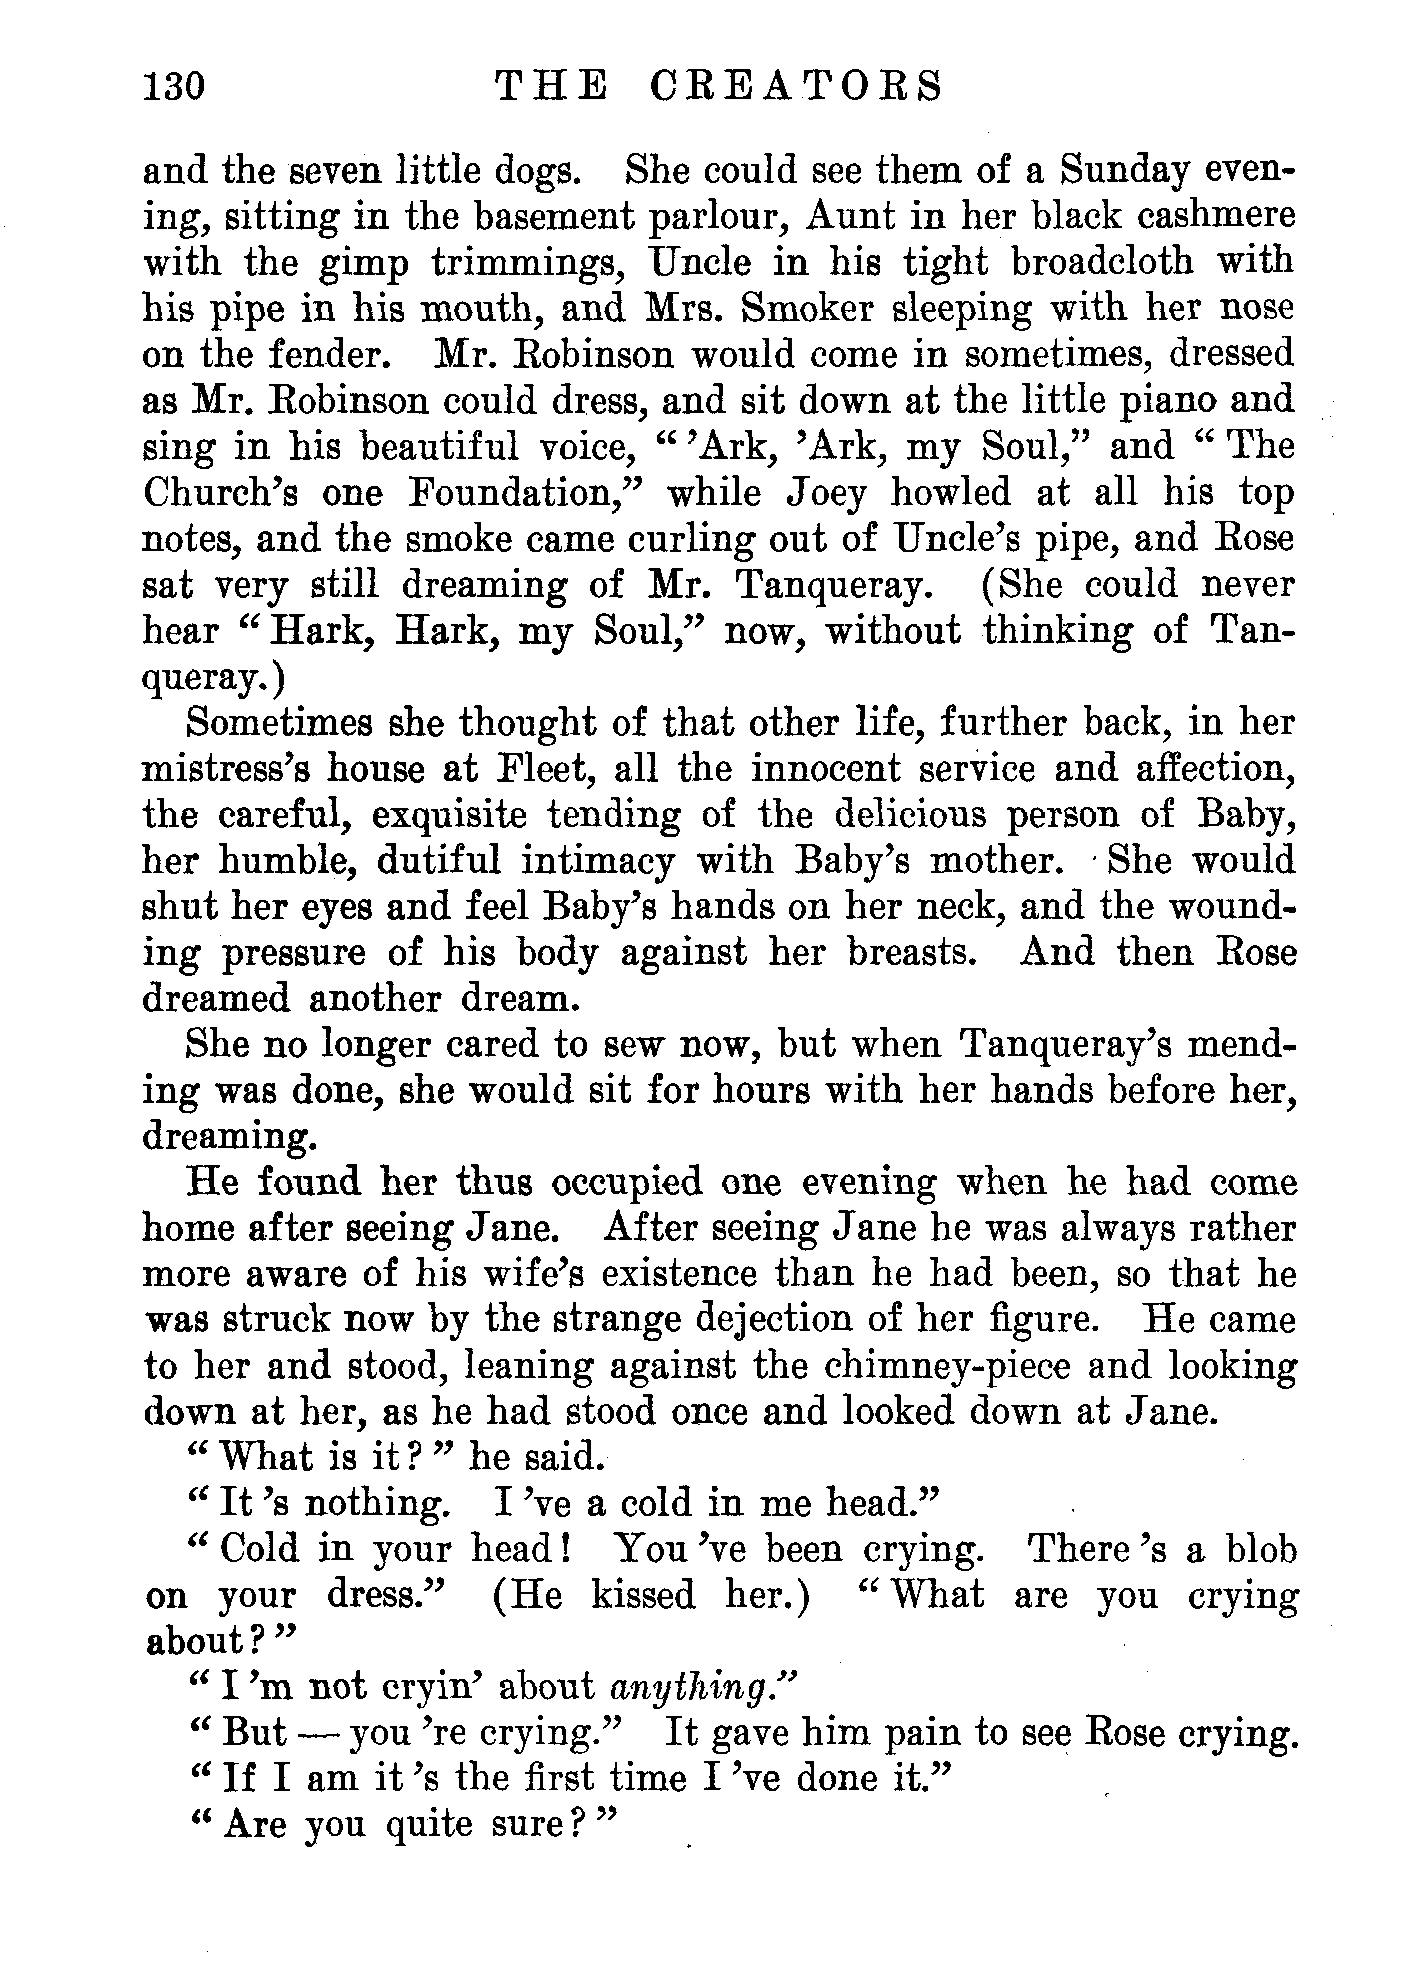 130 THE CREATORS
and the seven little dogs. She could see them of a Sunday even-
ing, sitting in the basement parlour, Aunt in her black cashmere
with the gimp trimmings, Uncle in his tight broadcloth with
his pipe in his mouth, and Mrs. Smoker sleeping with her nose
on the fender. Mr. Robinson would come in sometimes, dressed
as Mr. Robinson could dress, and sit down at the little piano and
sing in his beautiful voice, “ ’Ark, ’Ark, my Soul,” and “ The
Church’s one Foundation,” while Joey howled at all his top
notes, and the smoke came curling out of Uncle’s pipe, and Rose
sat very still dreaming of Mr. Tanqueray. (She could never
hear “ Hark, Hark, my Soul,” now, without thinking of Tan-
queray.)
Sometimes she thought of that other life, further back, in her
mistress’s house at Fleet, all the innocent service and affection,
the careful, exquisite tending of the delicious person of Baby,
her humble, dutiful intimacy with Baby’s mother. She would
shut her eyes and feel Baby’s hands on her neck, and the wound-
ing pressure of his body against her breasts. And then Rose
dreamed another dream.
She no longer cared to sew now, but when Tanqueray’s mend-
ing was done, she would sit for hours with her hands before her,
dreaming.
He found her thus occupied one evening when he had come
home after seeing Jane. After seeing Jane he was always rather
more aware of his wife’s existence than he had been, so that he
was struck now by the strange dejection of her figure. He came
to her and stood, leaning against the chimney-piece and looking
down at her, as he had stood once and looked down at Jane.
“ What is it? ” he said.
“ It ’s nothing. I ’ve a cold in me head.”
“ Cold in your head! You ’ve been crying. There ’s a blob
on your dress.” (He kissed her.) “ What are you crying
about? ”
“ I ’m not cryin’ about anything.”
“ But — you ’re crying.” It gave him pain to see Rose crying.
“ If I am it ’s the first time I ’ve done it.”
“ Are you quite sure? ”